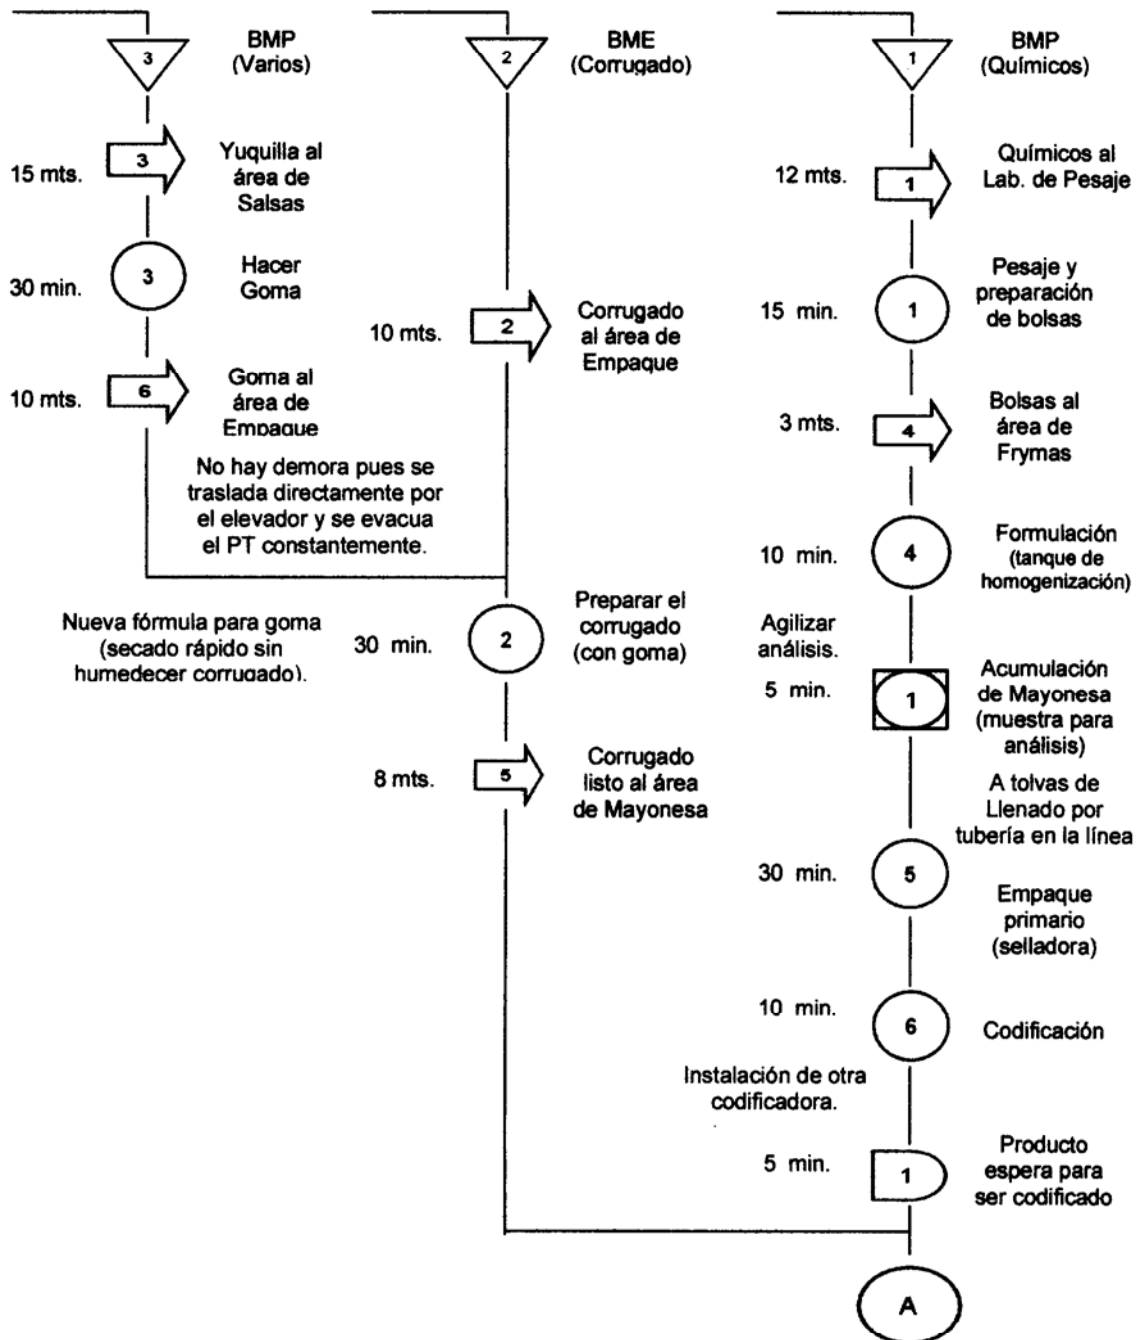 3
BMP
(Varios)
15 mts.
3
Yuquilla al
área de
Salsas
30 min.
3
Hacer
Goma
10 mts.
6
Goma al
área de
Empaque
No hay demora pues se
traslada directamente por
el elevador y se evacua
el PT constantemente.
Nueva fórmula para goma
(secado rápido sin
humedecer corrugado).
2
BME
(Corrugado)
10 mts.
2
Corrugado
al área de
Empaque
30 min.
2
Preparar el
corrugado
(con goma)
8 mts.
5
Corrugado
listo al área
de Mayonesa
1
BMP
(Químicos)
12 mts.
1
Químicos al
Lab. de Pesaje
15 min.
1
Pesaje y
preparación
de bolsas
3 mts.
4
Bolsas al
área de
Frymas
10 min.
4
Formulación
(tanque de
homogenización)
Agilizar
análisis.
5 min.
1
Acumulación
de Mayonesa
(muestra para
análisis)
A tolvas de
Llenado por
tubería en la línea
30 min.
5
Empaque
primario
(selladora)
10 min.
6
Codificación
Instalación de otra
codificadora.
5 min.
1
Producto
espera para
ser codificado
A